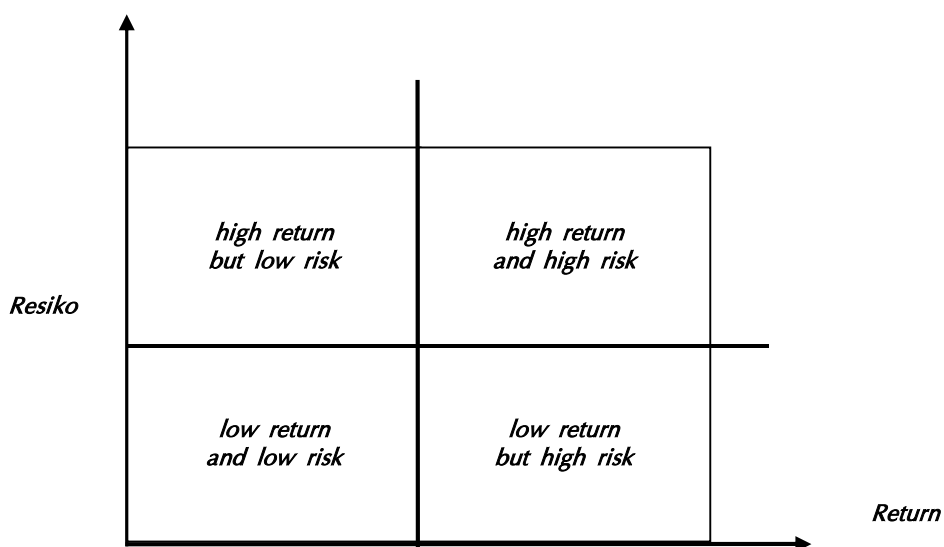 high return
but low risk
high return
and high risk
Resiko
low return
and low risk
low return
but high risk
Return